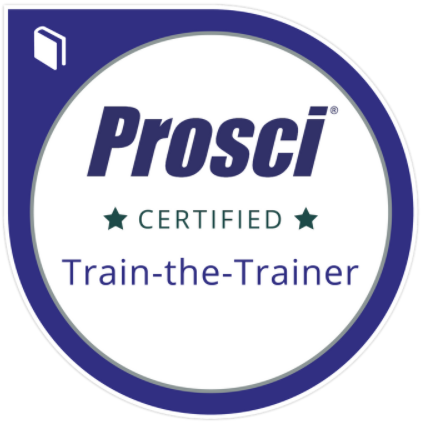 Prosci®
★ CERTIFIED ★
Train-the-Trainer